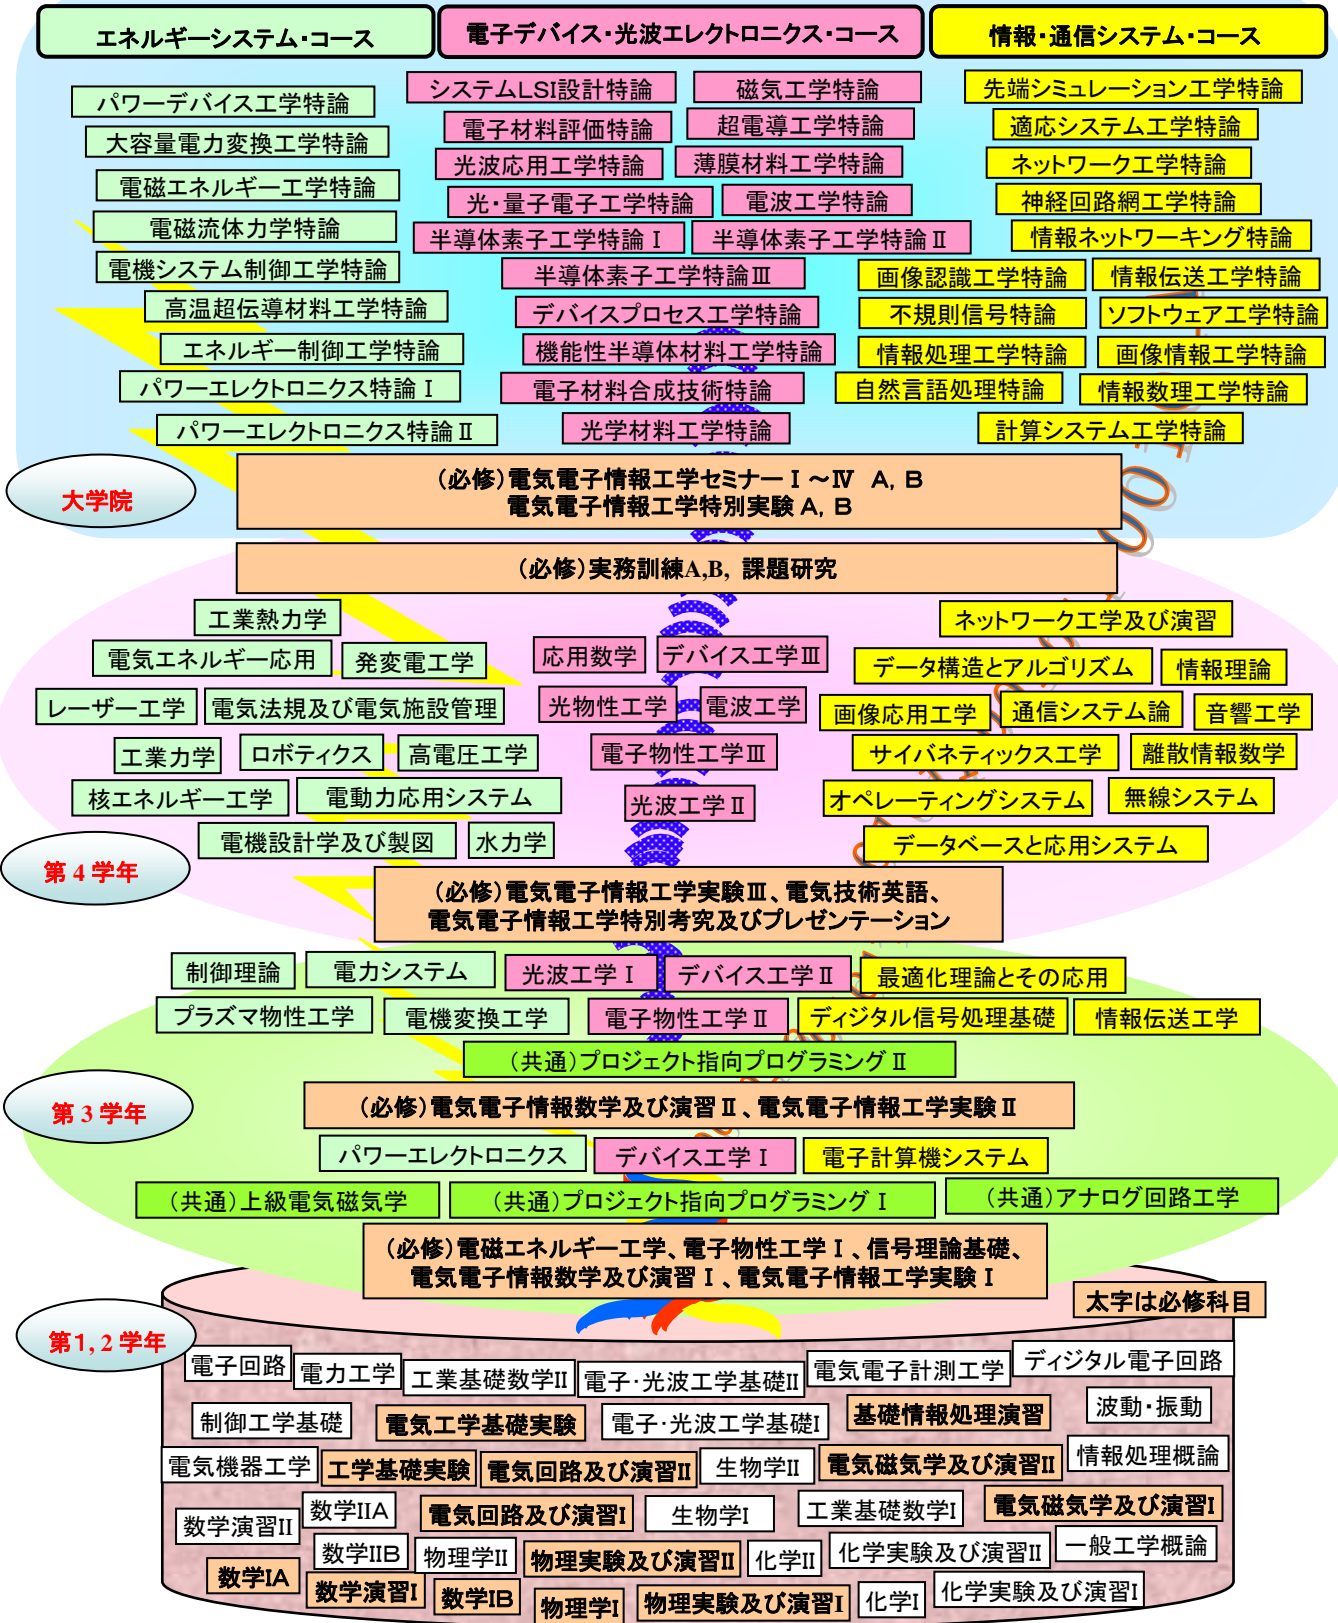 エネルギーシステム・コース
電子デバイス・光波エレクトロニクス・コース
情報・通信システム・コース
パワーデバイス工学特論
大容量電力変換工学特論
電磁エネルギー工学特論
電磁流体力学特論
電機システム制御工学特論
高温超伝導材料工学特論
エネルギー制御工学特論
パワーエレクトロニクス特論Ⅰ
パワーエレクトロニクス特論Ⅱ
システムLSI設計特論
磁気工学特論
電子材料評価特論
超電導工学特論
光波応用工学特論
薄膜材料工学特論
光・量子電子工学特論
電波工学特論
半導体素子工学特論Ⅰ
半導体素子工学特論Ⅱ
半導体素子工学特論Ⅲ
デバイスプロセス工学特論
機能性半導体材料工学特論
電子材料合成技術特論
光学材料工学特論
先端シミュレーション工学特論
適応システム工学特論
ネットワーク工学特論
神経回路網工学特論
情報ネットワーキング特論
画像認識工学特論
情報伝送工学特論
不規則信号特論
ソフトウェア工学特論
情報処理工学特論
画像情報工学特論
自然言語処理特論
情報数理工学特論
計算システム工学特論
大学院
(必修)電気電子情報工学セミナーⅠ～Ⅳ A, B
電気電子情報工学特別実験A, B
(必修)実務訓練A,B, 課題研究
工業熱力学
電気エネルギー応用
発変電工学
レーザー工学
電気法規及び電気施設管理
工業力学
ロボティクス
高電圧工学
核エネルギー工学
電動力応用システム
電機設計学及び製図
水力学
応用数学
デバイス工学Ⅲ
光物性工学
電波工学
電子物性工学Ⅲ
光波工学Ⅱ
ネットワーク工学及び演習
データ構造とアルゴリズム
情報理論
画像応用工学
通信システム論
音響工学
サイバネティックス工学
離散情報数学
オペレーティングシステム
無線システム
データベースと応用システム
第4学年
(必修)電気電子情報工学実験Ⅲ、電気技術英語、
電気電子情報工学特別考究及びプレゼンテーション
制御理論
電力システム
光波工学Ⅰ
デバイス工学Ⅱ
最適化理論とその応用
プラズマ物性工学
電機変換工学
電子物性工学Ⅱ
ディジタル信号処理基礎
情報伝送工学
(共通)プロジェクト指向プログラミングⅡ
第3学年
(必修)電気電子情報数学及び演習Ⅱ、電気電子情報工学実験Ⅱ
パワーエレクトロニクス
デバイス工学Ⅰ
電子計算機システム
(共通)上級電気磁気学
(共通)プロジェクト指向プログラミングⅠ
(共通)アナログ回路工学
(必修)電磁エネルギー工学、電子物性工学Ⅰ、信号理論基礎、
電気電子情報数学及び演習Ⅰ、電気電子情報工学実験Ⅰ
太字は必修科目
第1, 2学年
電子回路
電力工学
工業基礎数学II
電子・光波工学基礎II
電気電子計測工学
ディジタル電子回路
制御工学基礎
電気工学基礎実験
電子・光波工学基礎I
基礎情報処理演習
波動・振動
電気機器工学
工学基礎実験
電気回路及び演習II
生物学II
電気磁気学及び演習II
情報処理概論
数学演習II
数学IIA
電気回路及び演習I
生物学I
工業基礎数学I
電気磁気学及び演習I
数学IIB
物理学II
物理実験及び演習II
化学II
化学実験及び演習II
一般工学概論
数学IA
数学演習I
数学IB
物理学I
物理実験及び演習I
化学I
化学実験及び演習I